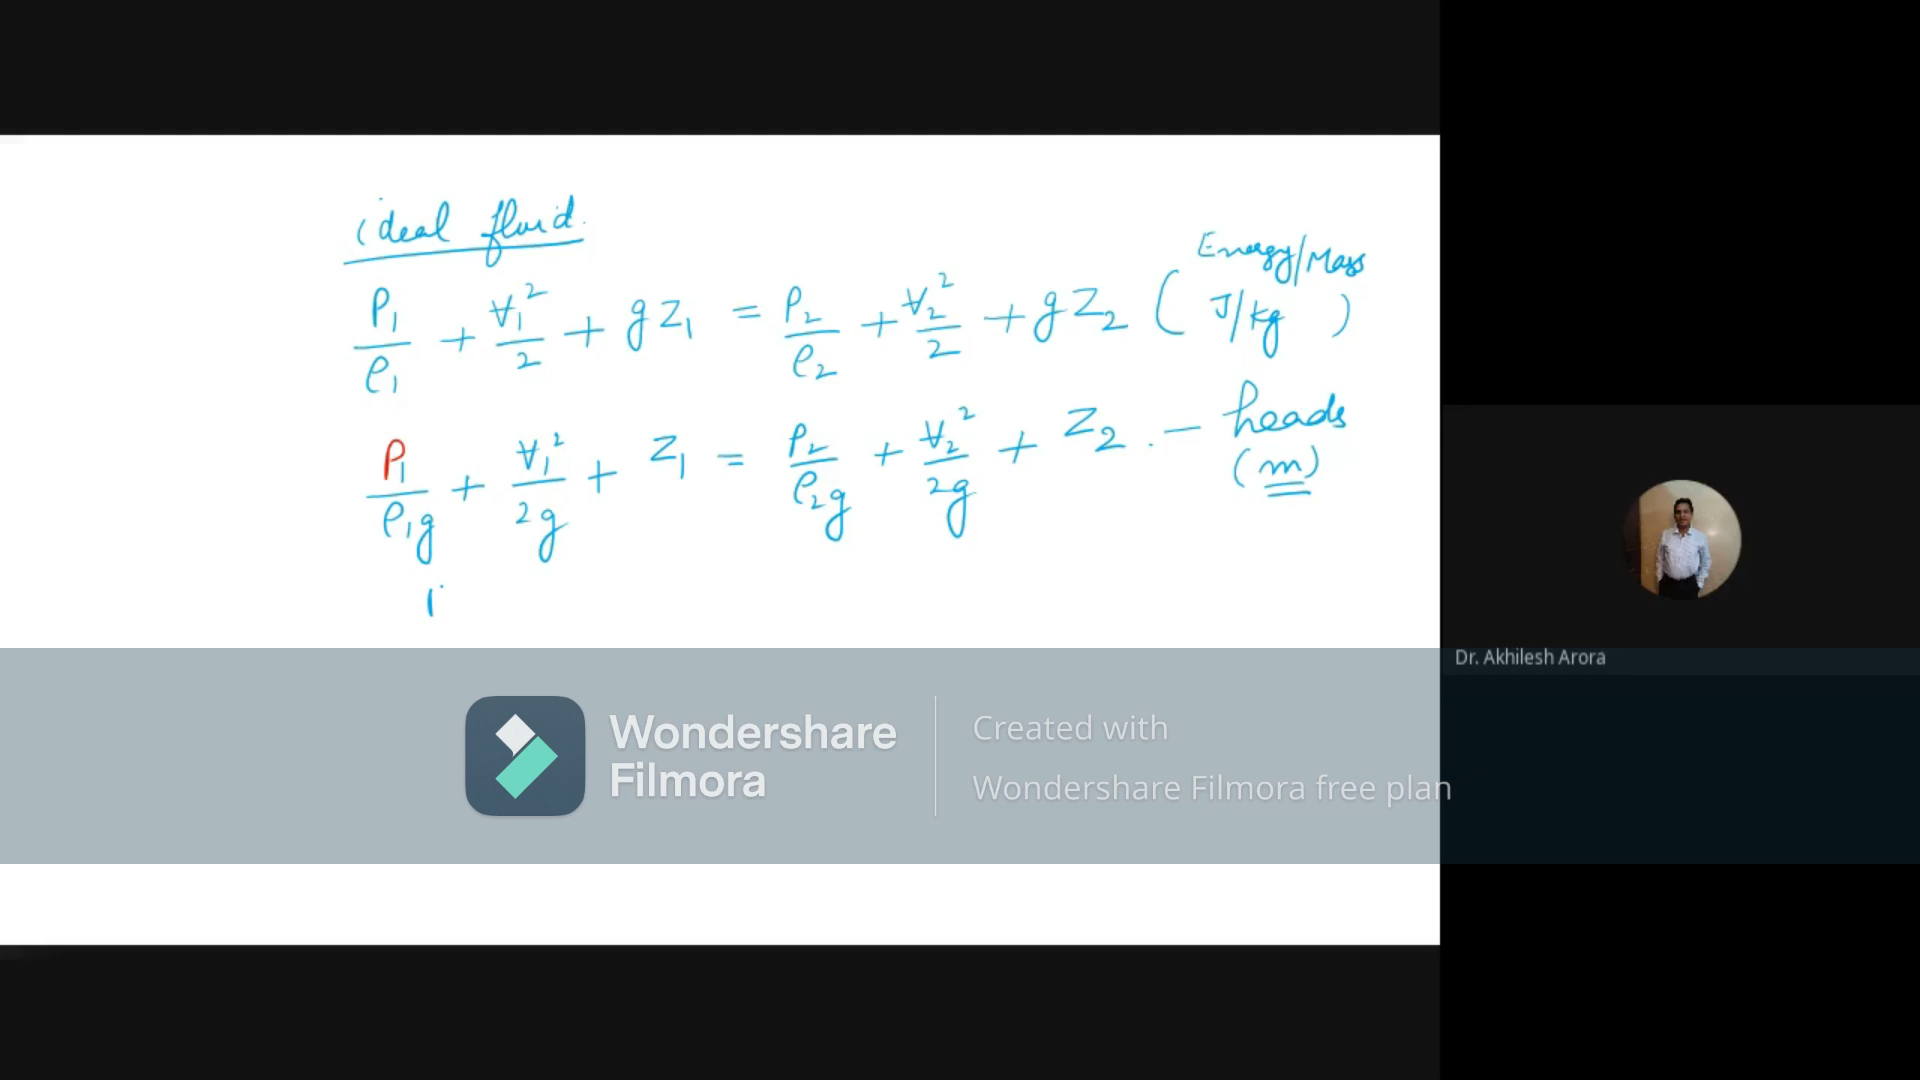 ideal fluid.
Energy/Mass
P₁/ρ₁ + V₁²/2 + gZ₁ = P₂/ρ₂ + V₂²/2 + gZ₂ (J/kg)
P₁/ρ₁g + V₁²/2g + Z₁ = P₂/ρ₂g + V₂²/2g + Z₂ . — heads
(m)
Dr. Akhilesh Arora
Wondershare
Filmora
Created with
Wondershare Filmora free plan